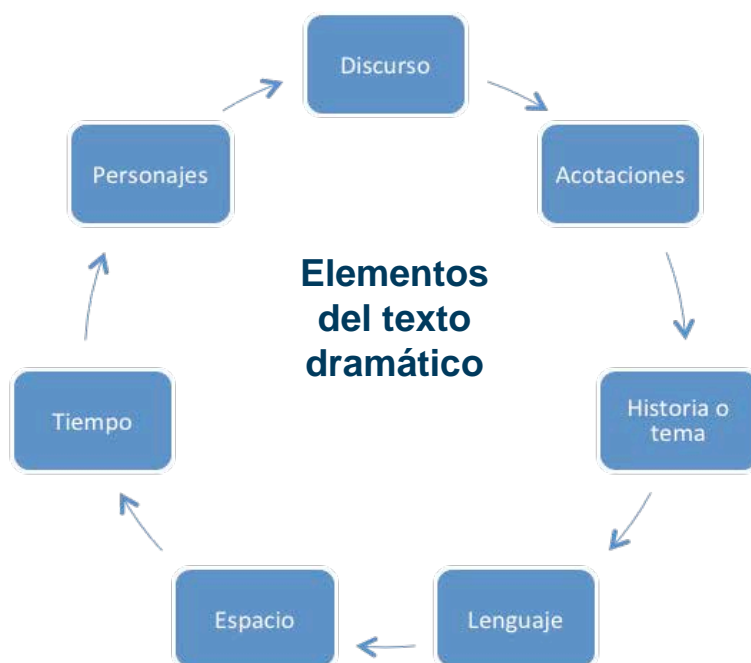 Discurso
Acotaciones
Historia o
tema
Lenguaje
Espacio
Tiempo
Personajes
Elementos
del texto
dramático